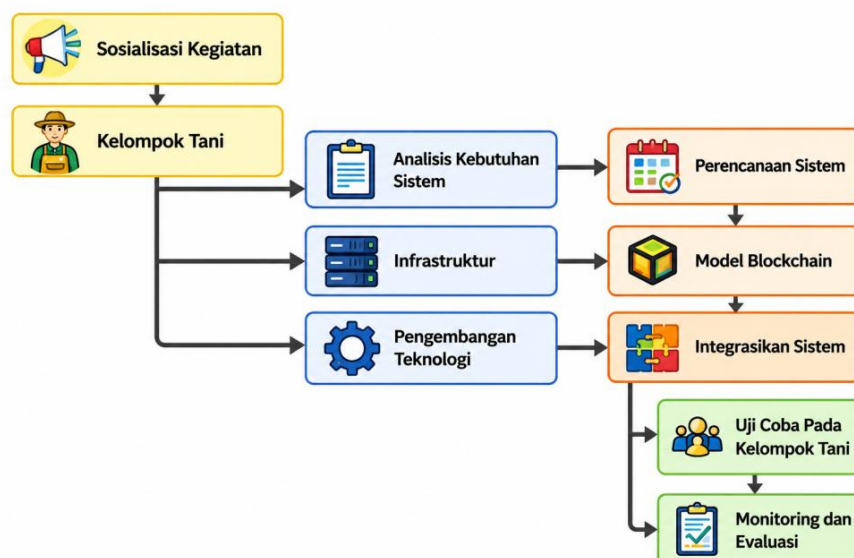 Sosialisasi Kegiatan
Kelompok Tani
Analisis Kebutuhan
Sistem
Perencanaan Sistem
Infrastruktur
Model Blockchain
Pengembangan
Teknologi
Integrasikan Sistem
Uji Coba Pada
Kelompok Tani
Monitoring dan
Evaluasi